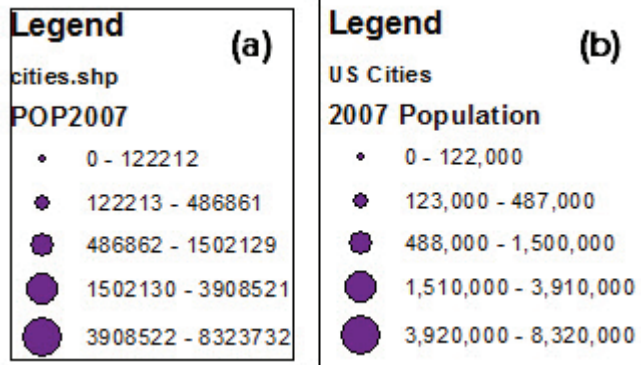 Legend
(a)
cities.shp
POP2007
0 - 122212
122213 - 486861
486862 - 1502129
1502130 - 3908521
3908522 - 8323732
Legend
(b)
US Cities
2007 Population
0 - 122,000
123,000 - 487,000
488,000 - 1,500,000
1,510,000 - 3,910,000
3,920,000 - 8,320,000